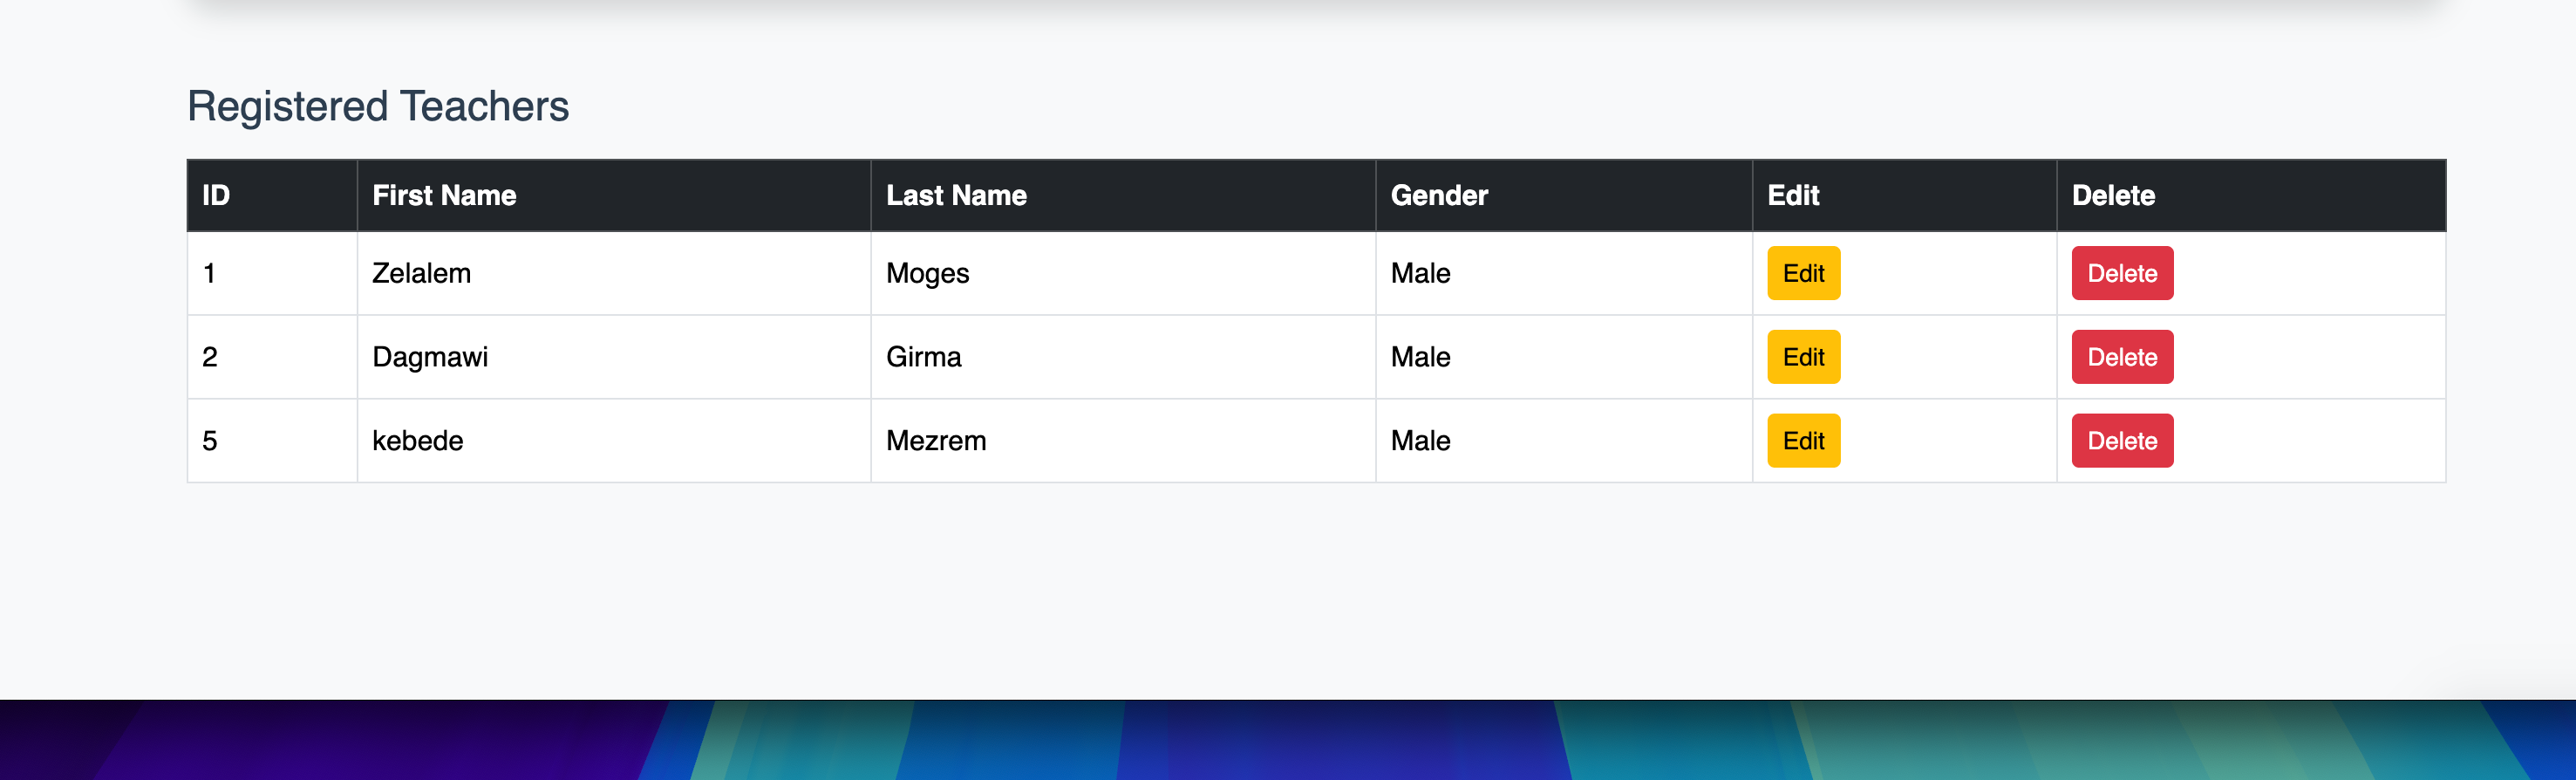 Registered Teachers
ID First Name Last Name Gender Edit Delete
1 Zelalem Moges Male Edit Delete
2 Dagmawi Girma Male Edit Delete
5 kebede Mezrem Male Edit Delete